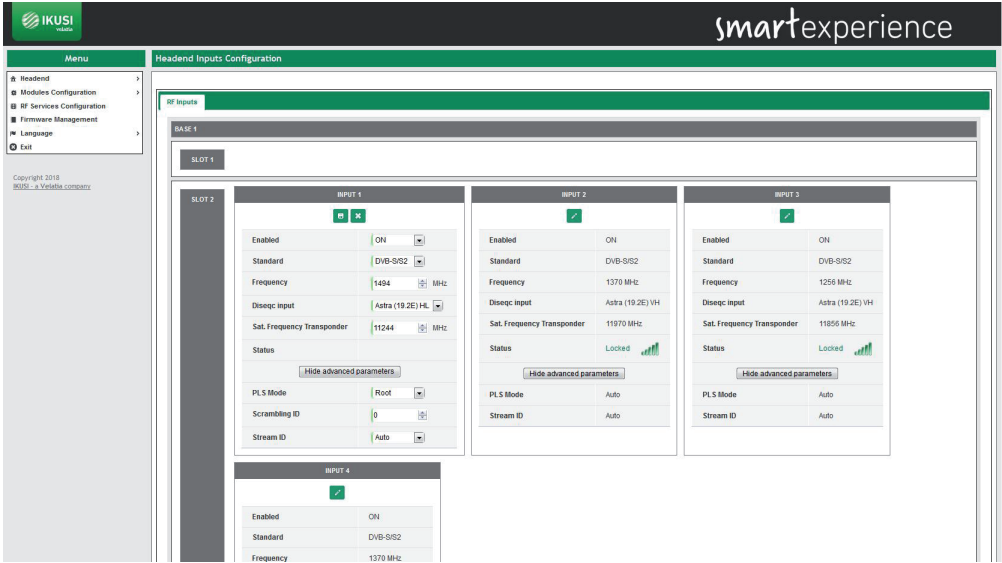 IKUSI
velatia
smartexperience
Menu
Headend Inputs Configuration
Headend
Modules Configuration
RF Services Configuration
Firmware Management
Language
Exit
Copyright 2018
IKUSI - a Velatia company
RF Inputs
BASE 1
SLOT 1
SLOT 2
INPUT 1
Enabled ON
Standard DVB-S/S2
Frequency 1494 MHz
Diseqc input Astra (19.2E) HL
Sat. Frequency Transponder 11244 MHz
Status
Hide advanced parameters
PLS Mode Root
Scrambling ID 0
Stream ID Auto
INPUT 2
Enabled ON
Standard DVB-S/S2
Frequency 1370 MHz
Diseqc input Astra (19.2E) VH
Sat. Frequency Transponder 11970 MHz
Status Locked
Hide advanced parameters
PLS Mode Auto
Stream ID Auto
INPUT 3
Enabled ON
Standard DVB-S/S2
Frequency 1256 MHz
Diseqc input Astra (19.2E) VH
Sat. Frequency Transponder 11856 MHz
Status Locked
Hide advanced parameters
PLS Mode Auto
Stream ID Auto
INPUT 4
Enabled ON
Standard DVB-S/S2
Frequency 1370 MHz